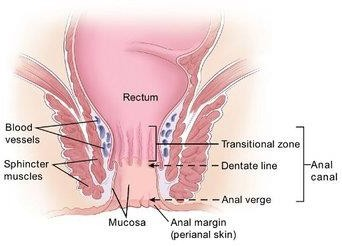 Rectum
Blood
vessels
Sphincter
muscles
Transitional zone
Dentate line
Anal
canal
Anal verge
Mucosa
Anal margin
(perianal skin)